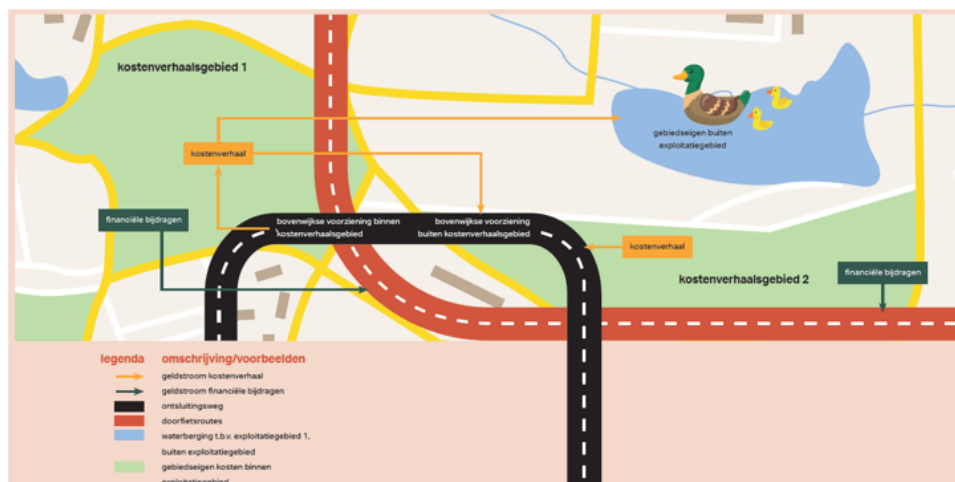 kostenverhaalsgebied 1
gebiedseigen buiten
exploitatiegebied
kostenverhaal
financiële bijdragen
bovenwijkse voorziening binnen
kostenverhaalsgebied
bovenwijkse voorziening
buiten kostenverhaalsgebied
kostenverhaal
kostenverhaalsgebied 2
financiële bijdragen
legenda omschrijving/voorbeelden
geldstroom kostenverhaal
geldstroom financiële bijdragen
ontsluitingsweg
doorfietsroutes
waterberging t.b.v. exploitatiegebied 1,
buiten exploitatiegebied
gebiedseigen kosten binnen
exploitatiegebied